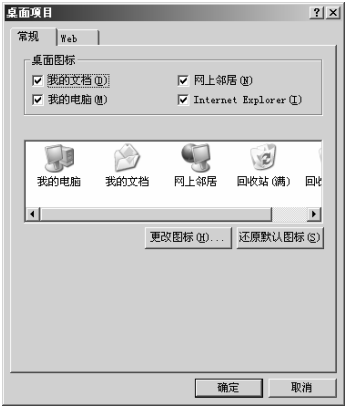 桌面项目
常规 Web
桌面图标
我的文档(D) 网上邻居(N)
我的电脑(M) Internet Explorer(I)
我的电脑 我的文档 网上邻居 回收站(满) 回收
更改图标(H)... 还原默认图标(S)
确定 取消